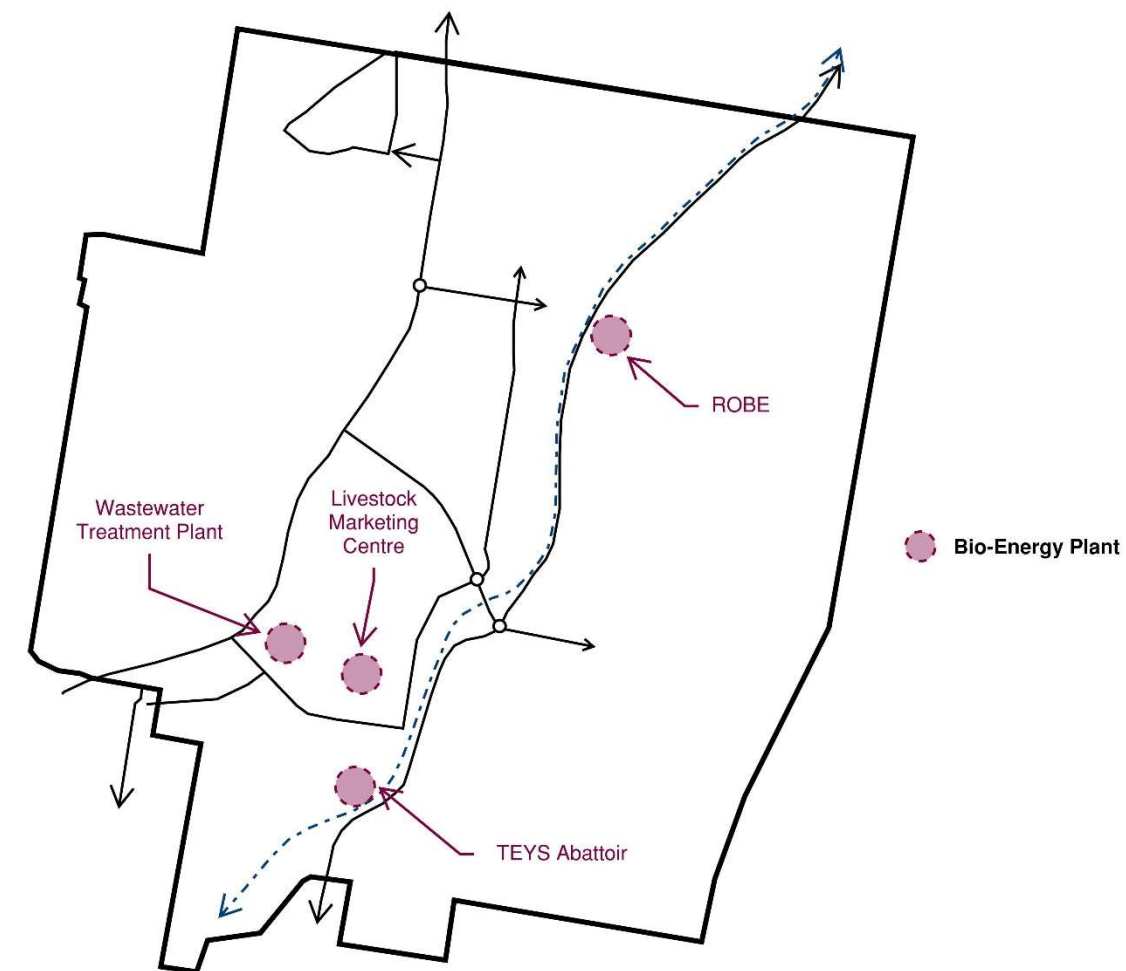 ROBE
Wastewater
Treatment Plant
Livestock
Marketing
Centre
Bio-Energy Plant
TEYS Abattoir